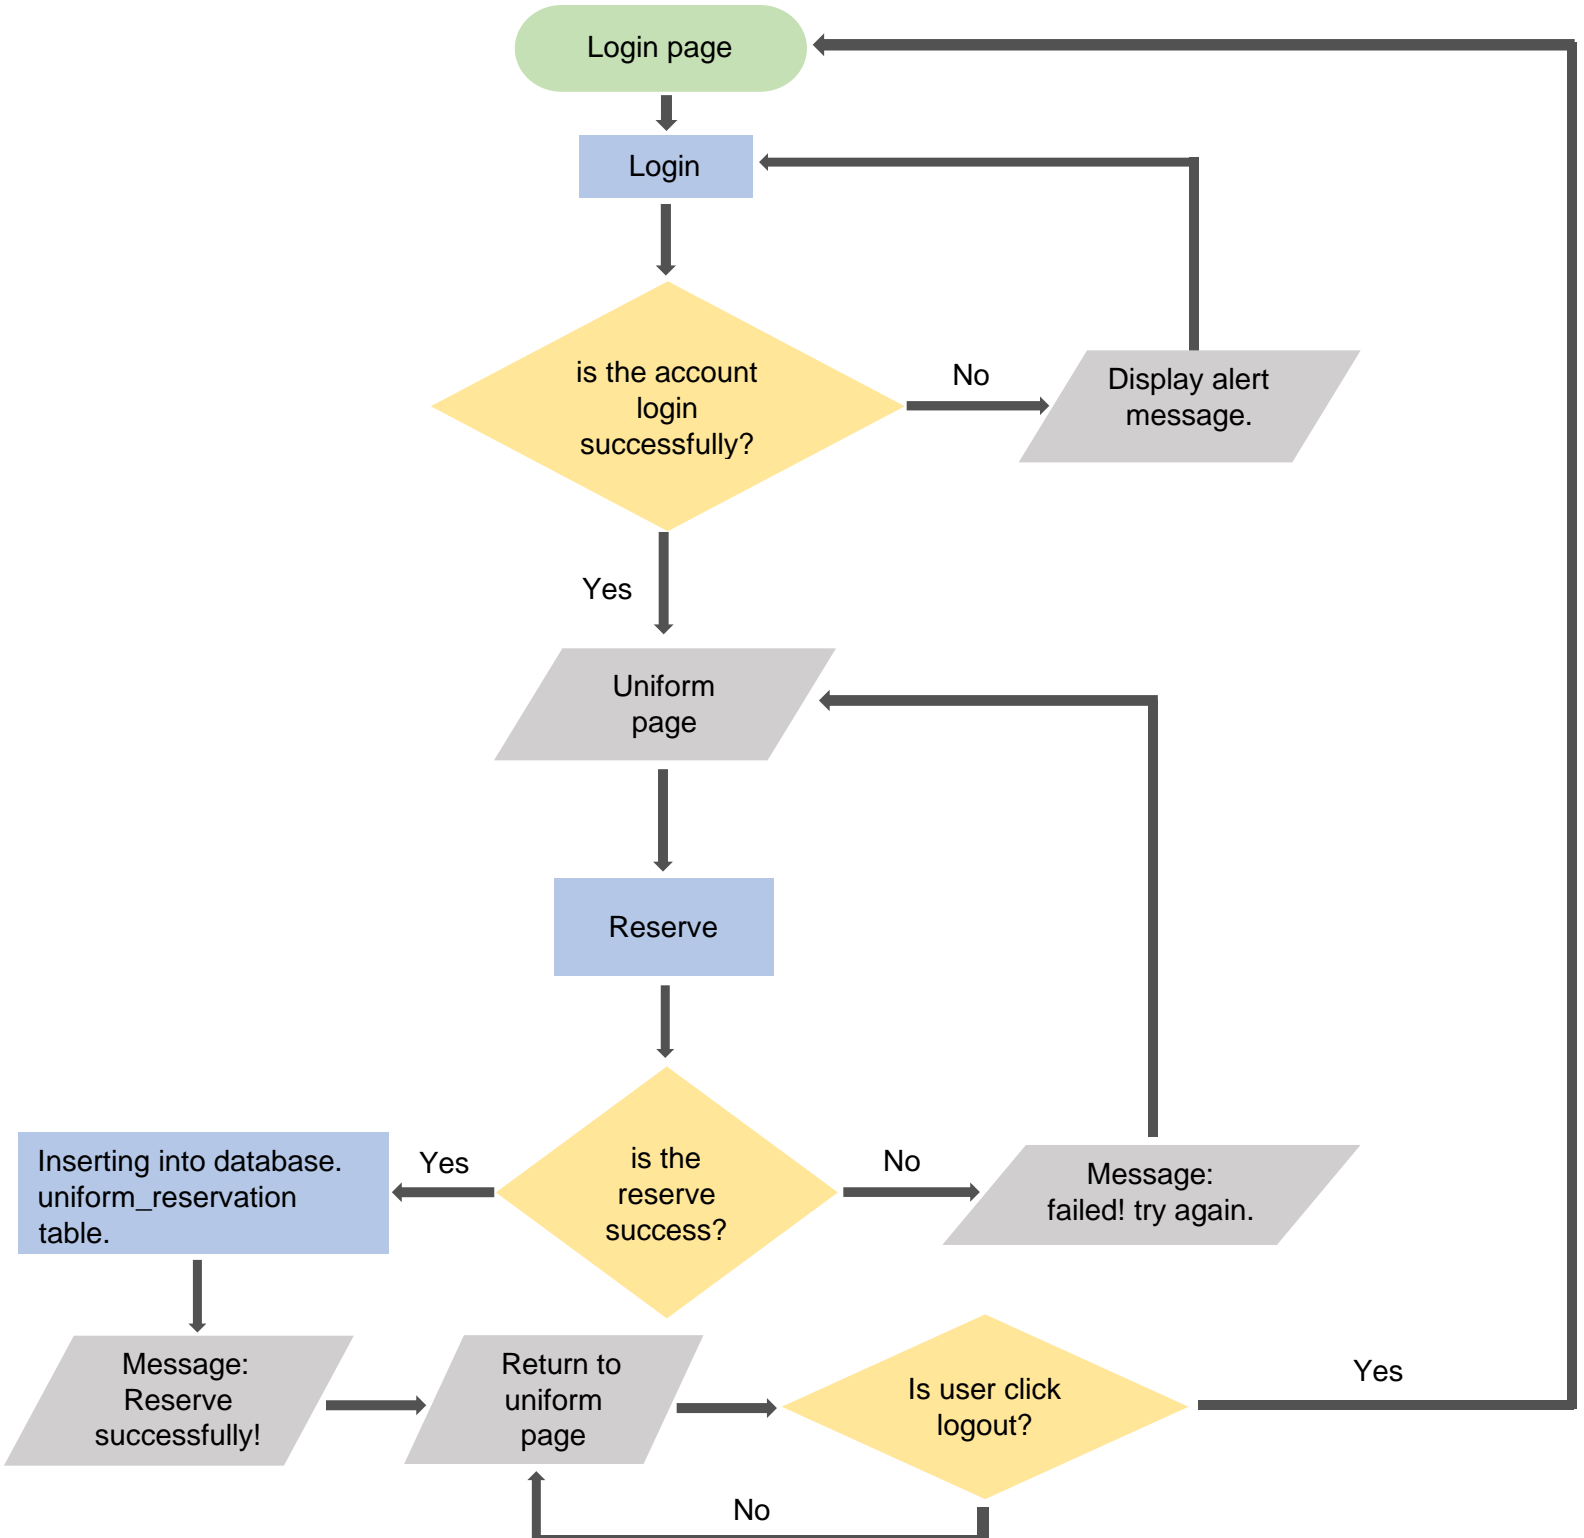 Login page
Login
is the account
login
successfully?
No
Display alert
message.
Yes
Uniform
page
Reserve
Inserting into database.
uniform_reservation
table.
Yes
is the
reserve
success?
No
Message:
failed! try again.
Message:
Reserve
successfully!
Return to
uniform
page
Is user click
logout?
Yes
No